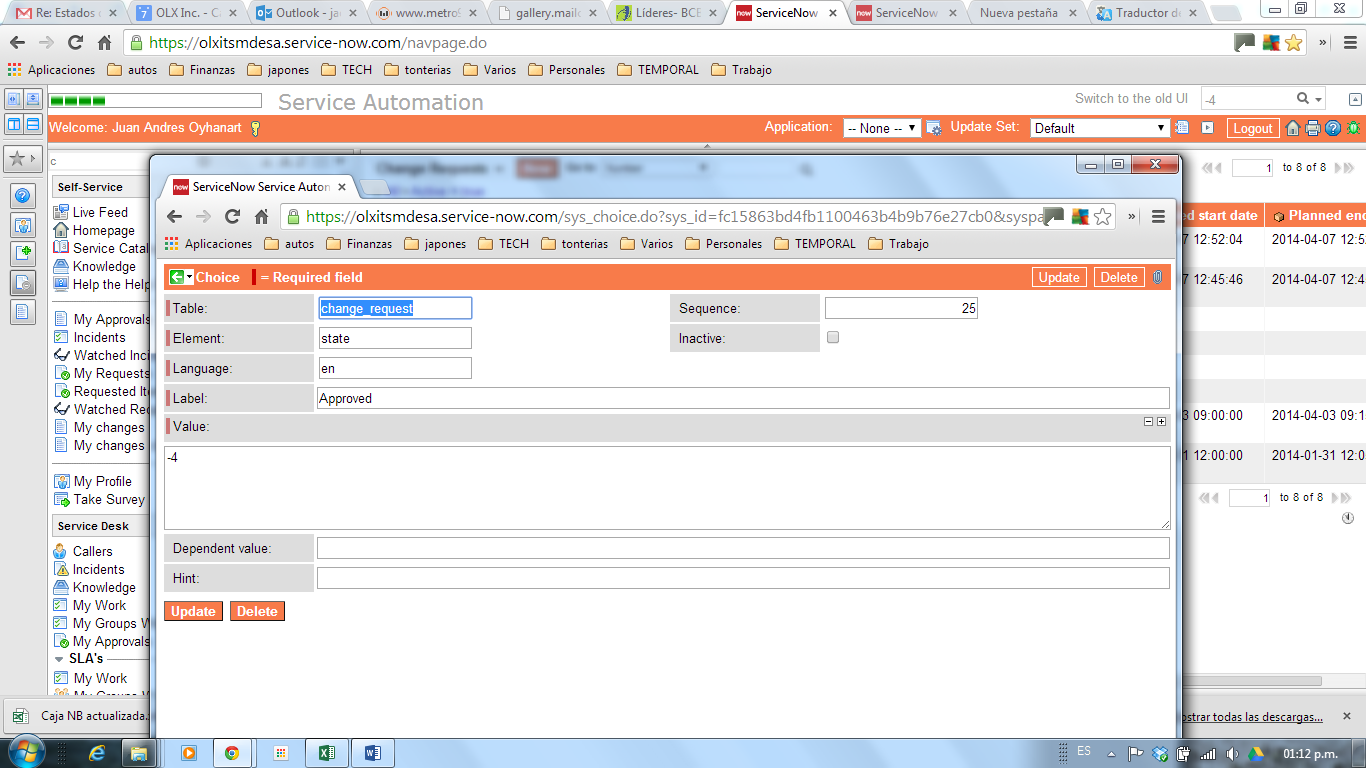 Re: Estados
OLX Inc. - C
Outlook - ja
www.metroS
gallery.maile
Líderes- BCE
ServiceNow
ServiceNow
Nueva pestaña
Traductor de
https://olxitsmdesa.service-now.com/navpage.do
Aplicaciones autos Finanzas japones TECH tonterias Varios Personales TEMPORAL Trabajo
Service Automation
Switch to the old UI
-4
Welcome: Juan Andres Oyhanart
Application: -- None --
Update Set: Default
Logout
c
Self-Service
Live Feed
Homepage
Service Catal
Knowledge
Help the Help
My Approvals
Incidents
Watched Inci
My Requests
Requested Ite
Watched Req
My changes
My changes
My Profile
Take Survey
Service Desk
Callers
Incidents
Knowledge
My Work
My Groups W
My Approvals
SLA's
My Work
My Groups W
Change Requests
1 to 8 of 8
ed start date Planned end
7 12:52:04 2014-04-07 12:5
7 12:45:46 2014-04-07 12:4
3 09:00:00 2014-04-03 09:1
1 12:00:00 2014-01-31 12:0
1 to 8 of 8
now ServiceNow Service Autom
https://olxitsmdesa.service-now.com/sys_choice.do?sys_id=fc15863bd4fb1100463b4b9b76e27cb0&syspa
Aplicaciones autos Finanzas japones TECH tonterias Varios Personales TEMPORAL Trabajo
Choice = Required field
Update Delete
Table: change_request
Sequence: 25
Element: state
Inactive:
Language: en
Label: Approved
Value:
-4
Dependent value:
Hint:
Update Delete
Caja NB actualizada.
ostrar todas las descargas...
ES
01:12 p.m.